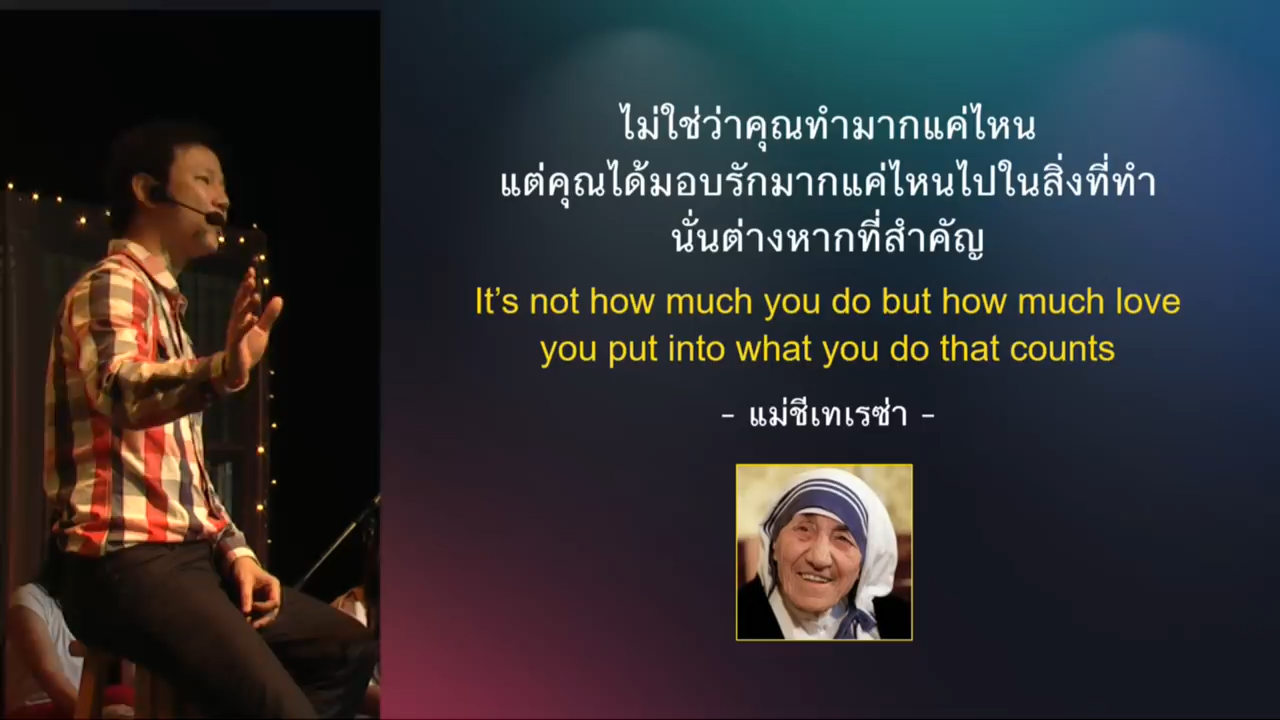 ไม่ใช่ว่าคุณทำมากแค่ไหน
แต่คุณได้มอบรักมากแค่ไหนไปในสิ่งที่ทำ
นั่นต่างหากที่สำคัญ
It’s not how much you do but how much love
you put into what you do that counts
- แม่ชีเทเรซ่า -